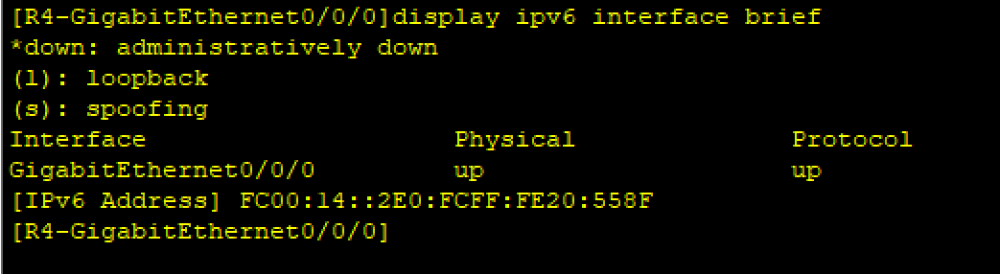 [R4-GigabitEthernet0/0/0]display ipv6 interface brief
*down: administratively down
(l): loopback
(s): spoofing
Interface                    Physical              Protocol
GigabitEthernet0/0/0         up                    up
[IPv6 Address] FC00:14::2E0:FCFF:FE20:558F
[R4-GigabitEthernet0/0/0]